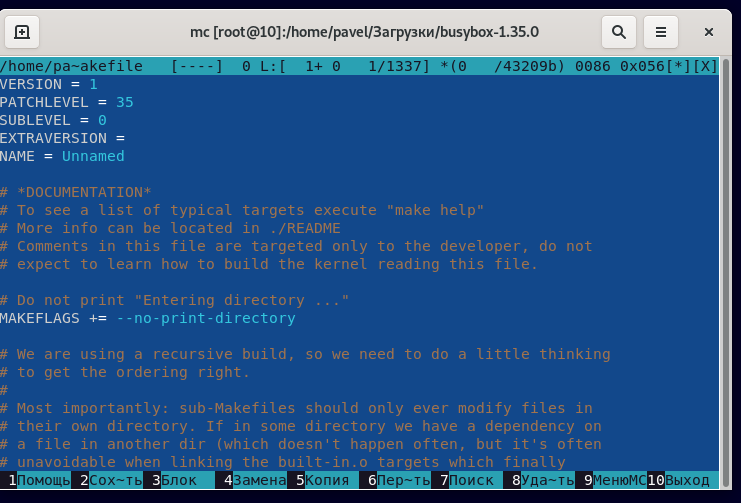 mc [root@10]:/home/pavel/Загрузки/busybox-1.35.0
/home/pa~akefile   [----]  0 L:[  1+ 0   1/1337] *(0   /43209b) 0086 0x056[*][X]
VERSION = 1
PATCHLEVEL = 35
SUBLEVEL = 0
EXTRAVERSION =
NAME = Unnamed
# *DOCUMENTATION*
# To see a list of typical targets execute "make help"
# More info can be located in ./README
# Comments in this file are targeted only to the developer, do not
# expect to learn how to build the kernel reading this file.
# Do not print "Entering directory ..."
MAKEFLAGS += --no-print-directory
# We are using a recursive build, so we need to do a little thinking
# to get the ordering right.
#
# Most importantly: sub-Makefiles should only ever modify files in
# their own directory. If in some directory we have a dependency on
# a file in another dir (which doesn't happen often, but it's often
# unavoidable when linking the built-in.o targets which finally
1Помощь 2Сох~ть 3Блок 4Замена 5Копия 6Пер~ть 7Поиск 8Уда~ть 9МенюMC 10Выход